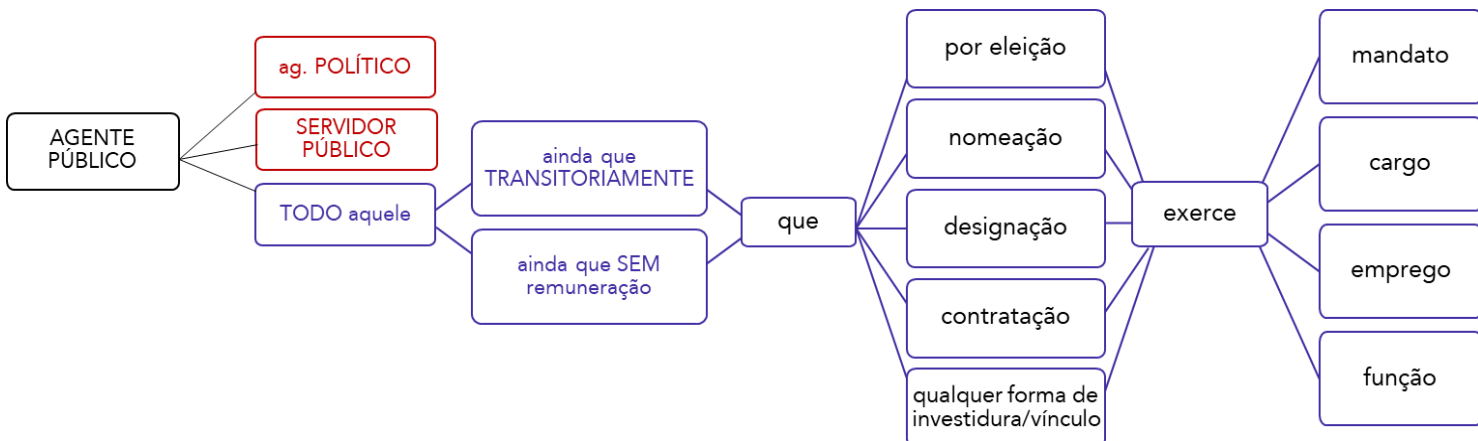 AGENTE
PÚBLICO
ag. POLÍTICO
SERVIDOR
PÚBLICO
TODO aquele
ainda que
TRANSITORIAMENTE
ainda que SEM
remuneração
que
por eleição
nomeação
designação
contratação
qualquer forma de
investidura/vínculo
exerce
mandato
cargo
emprego
função